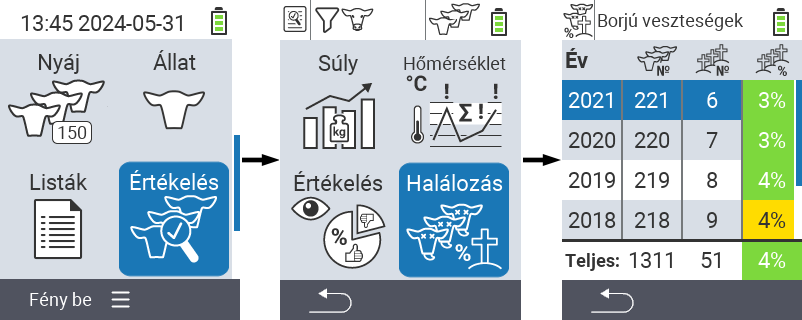 13:45 2024-05-31
Nyáj
Állat
150
Listák
Értékelés
Fény be
Súly
Hőmérséklet
°C
! !
Σ!
kg
Értékelés
Halálozás
%
%
Borjú veszteségek
%
Év № № %
2021 221 6 3%
2020 220 7 3%
2019 219 8 4%
2018 218 9 4%
Teljes: 1311 51 4%